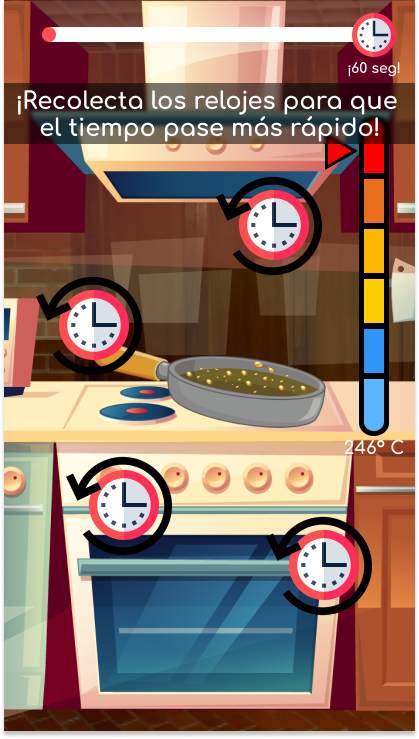 ¡60 seg!
¡Recolecta los relojes para que
el tiempo pase más rápido!
246° C